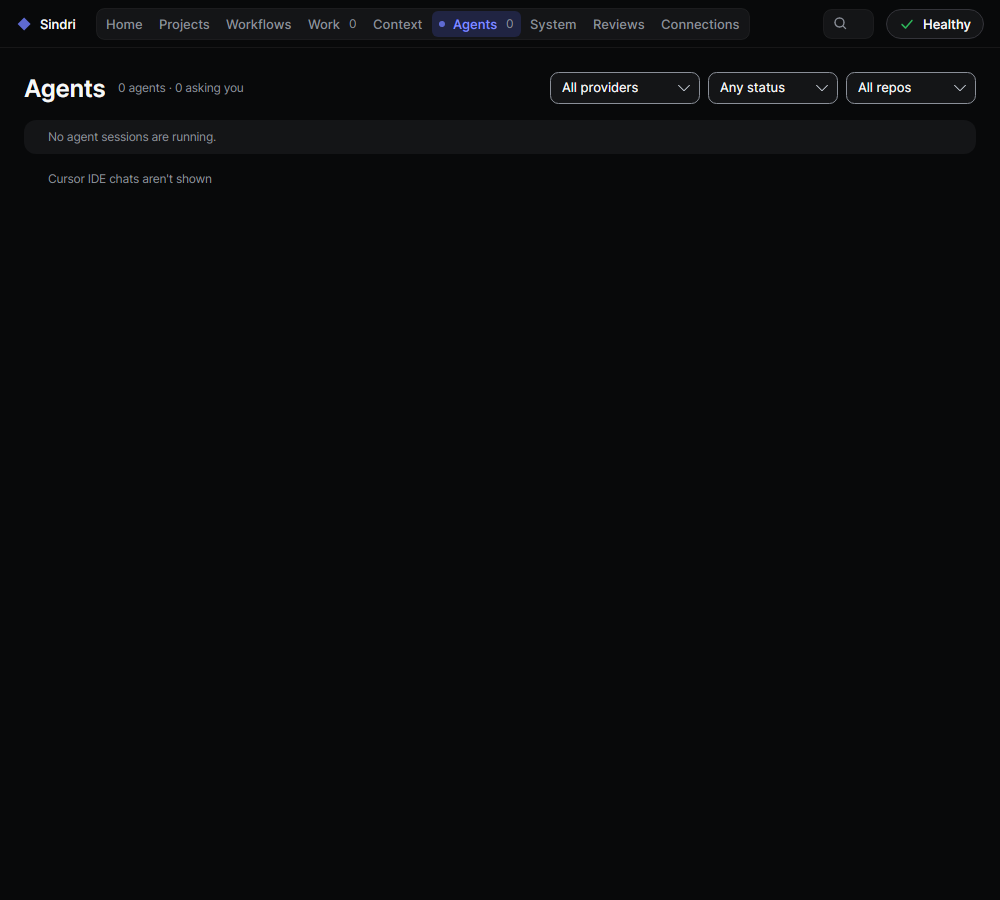 Sindri Home Projects Workflows Work 0 Context Agents 0 System Reviews Connections Healthy
Agents 0 agents · 0 asking you All providers Any status All repos
No agent sessions are running.
Cursor IDE chats aren't shown